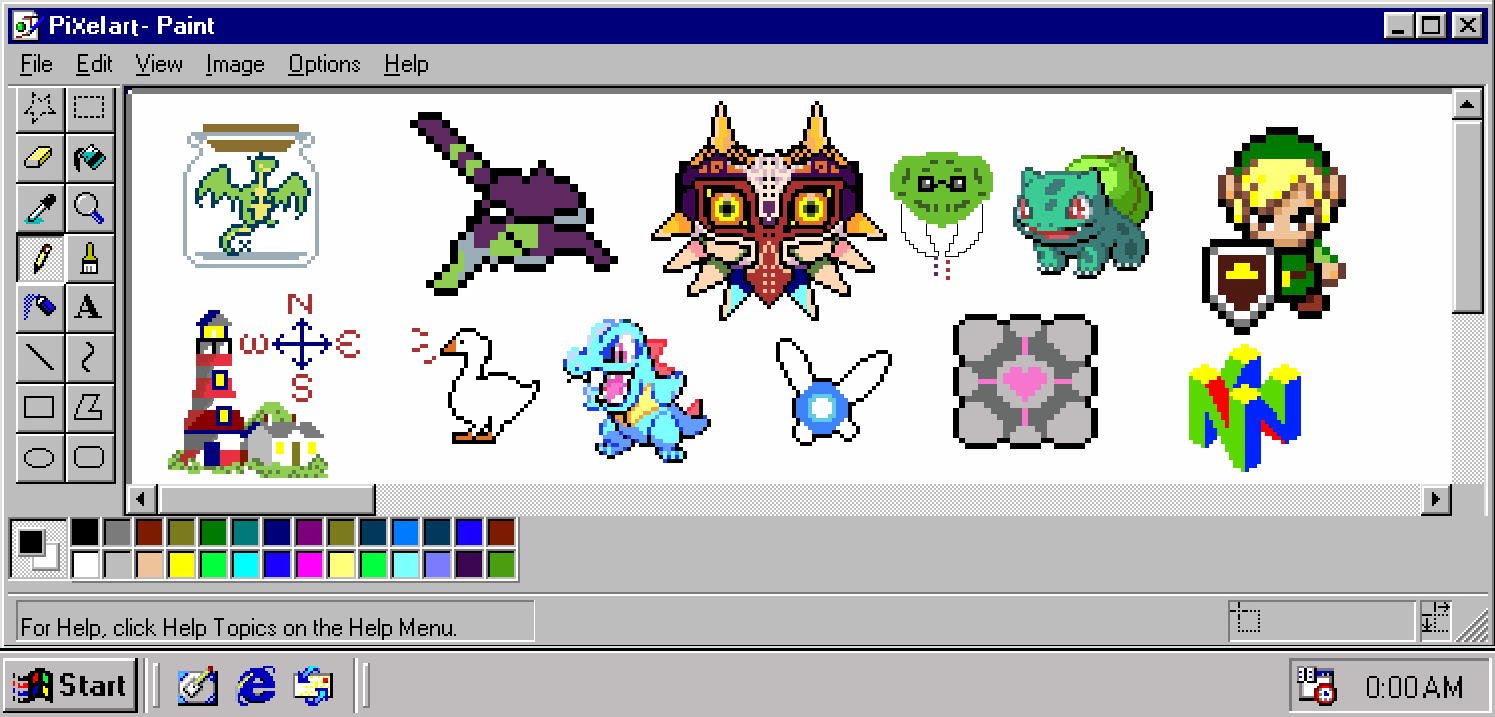 PiXelart - Paint
File Edit View Image Options Help
N
W E
S
A
For Help, click Help Topics on the Help Menu.
Start
0:00 AM